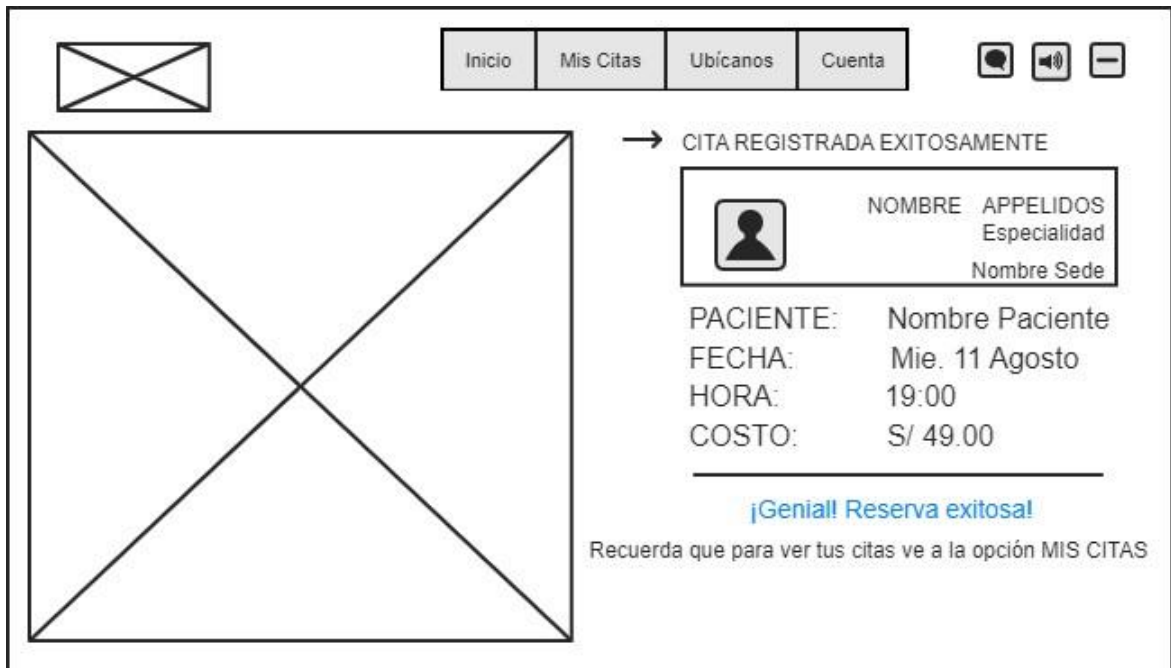 Inicio Mis Citas Ubícanos Cuenta
CITA REGISTRADA EXITOSAMENTE
NOMBRE APPELIDOS
Especialidad
Nombre Sede
PACIENTE: Nombre Paciente
FECHA: Mie. 11 Agosto
HORA: 19:00
COSTO: S/ 49.00
¡Genial! Reserva exitosa!
Recuerda que para ver tus citas ve a la opción MIS CITAS